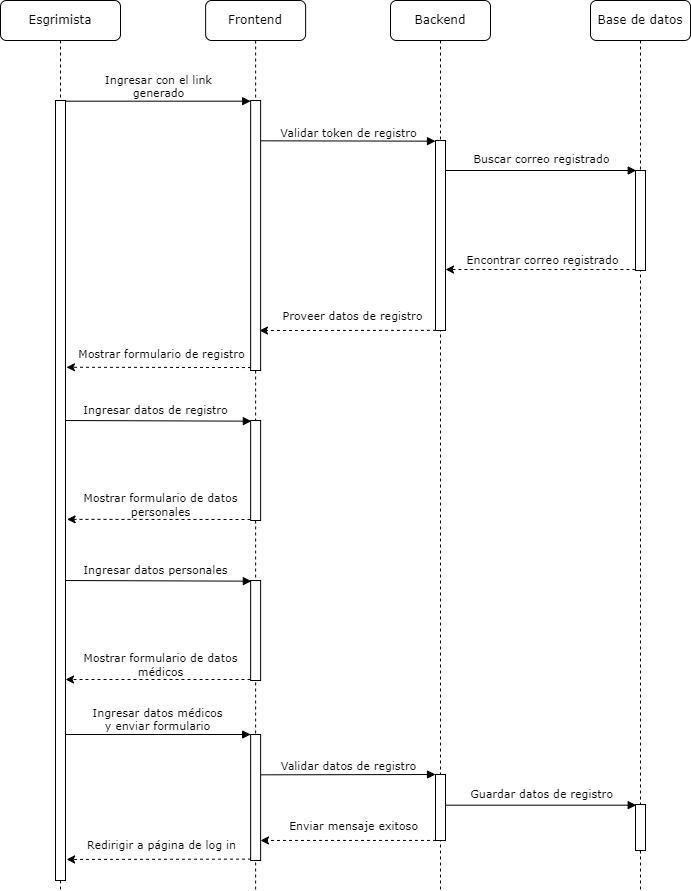 Esgrimista
Frontend
Backend
Base de datos
Ingresar con el link
generado
Validar token de registro
Buscar correo registrado
Encontrar correo registrado
Proveer datos de registro
Mostrar formulario de registro
Ingresar datos de registro
Mostrar formulario de datos
personales
Ingresar datos personales
Mostrar formulario de datos
médicos
Ingresar datos médicos
y enviar formulario
Validar datos de registro
Guardar datos de registro
Enviar mensaje exitoso
Redirigir a página de log in